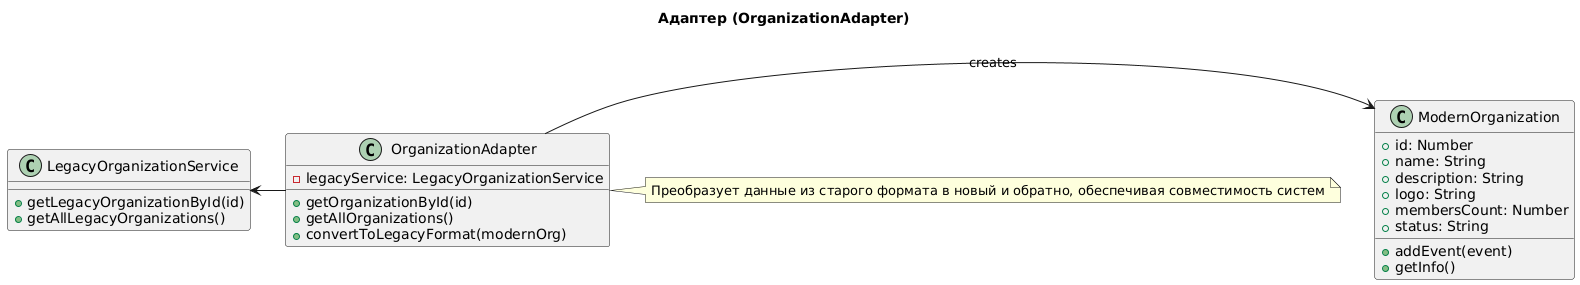 Адаптер (OrganizationAdapter)
creates
C LegacyOrganizationService
getLegacyOrganizationById(id)
getAllLegacyOrganizations()
C OrganizationAdapter
legacyService: LegacyOrganizationService
getOrganizationById(id)
getAllOrganizations()
convertToLegacyFormat(modernOrg)
Преобразует данные из старого формата в новый и обратно, обеспечивая совместимость систем
C ModernOrganization
id: Number
name: String
description: String
logo: String
membersCount: Number
status: String
addEvent(event)
getInfo()